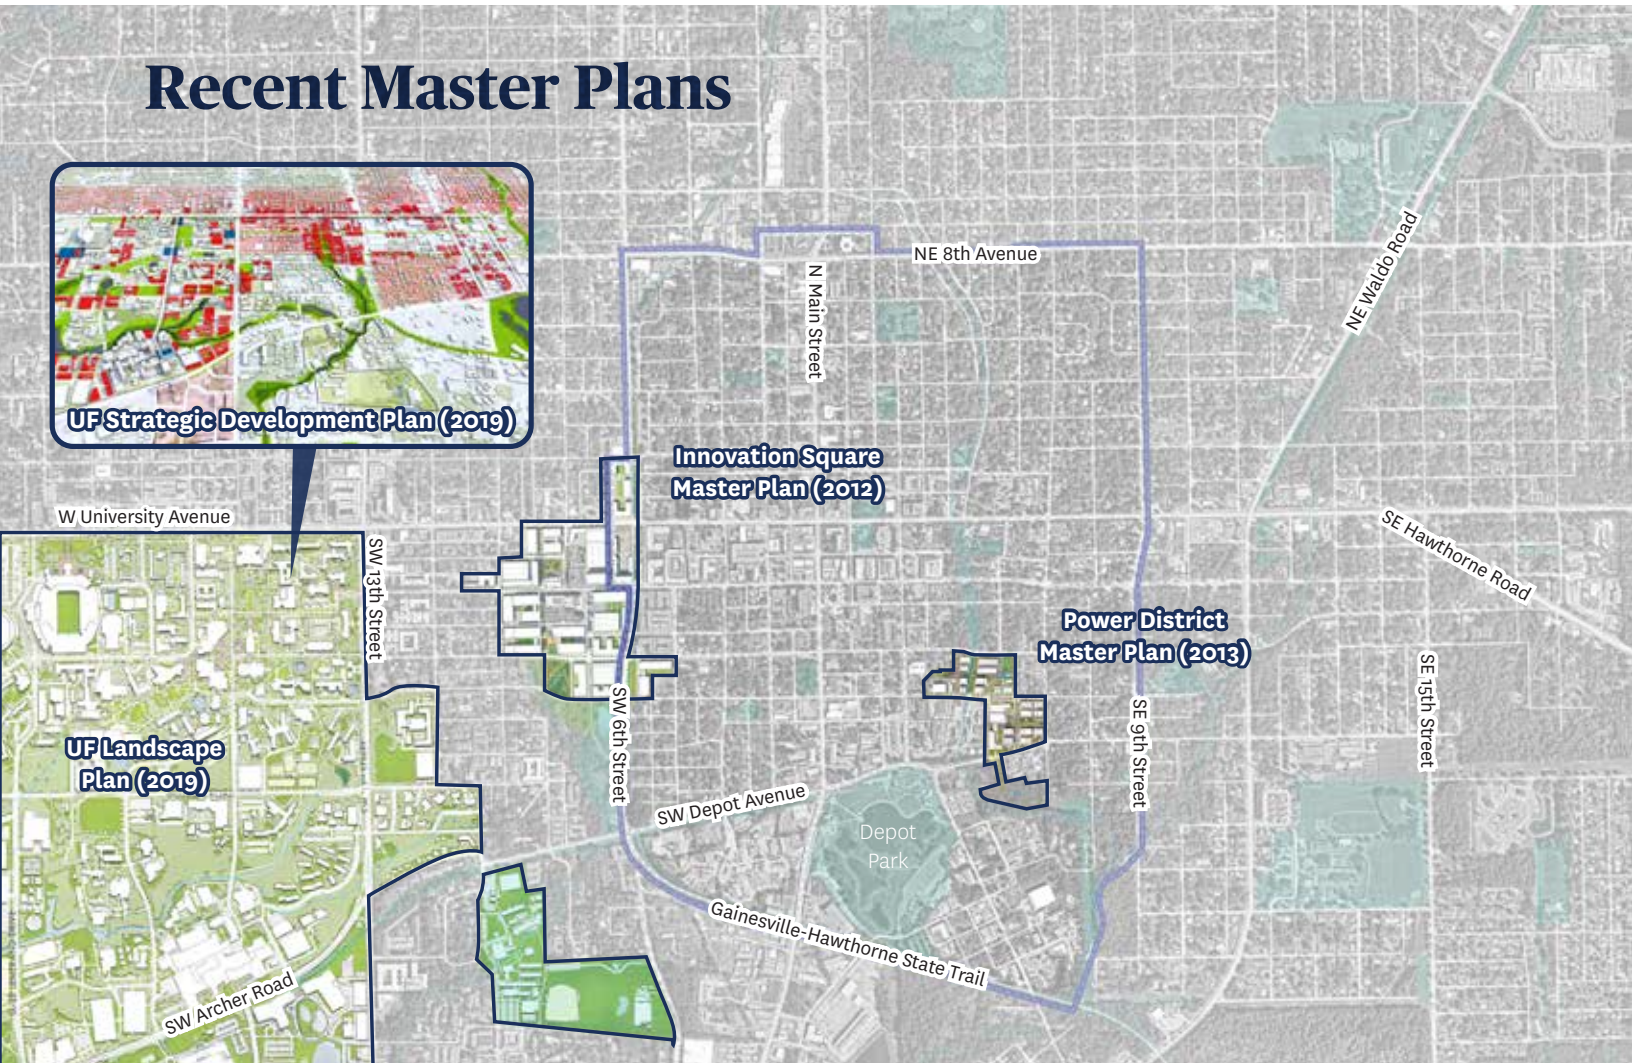 Recent Master Plans
NE Waldo Road
NE 8th Avenue
N Main Street
UF Strategic Development Plan (2019)
Innovation Square
Master Plan (2012)
W University Avenue
SE Hawthorne Road
SW 13th Street
Power District
Master Plan (2013)
SE 15th Street
SW 6th Street
SE 9th Street
UF Landscape
Plan (2019)
SW Depot Avenue
Depot
Park
Gainesville-Hawthorne State Trail
SW Archer Road